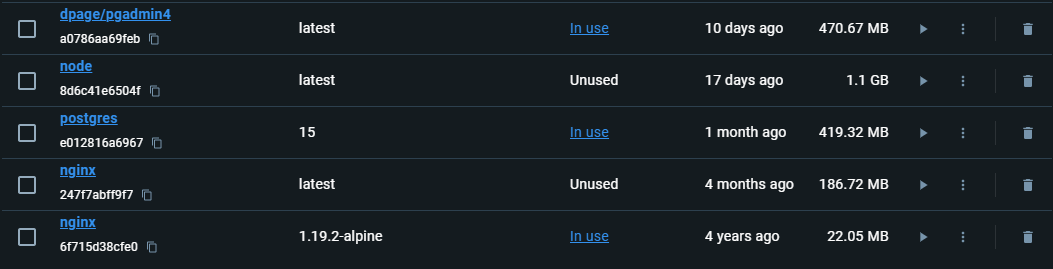 dpage/pgadmin4
a0786aa69feb
latest
In use
10 days ago
470.67 MB
node
8d6c41e6504f
latest
Unused
17 days ago
1.1 GB
postgres
e012816a6967
15
In use
1 month ago
419.32 MB
nginx
247f7abff9f7
latest
Unused
4 months ago
186.72 MB
nginx
6f715d38cfe0
1.19.2-alpine
In use
4 years ago
22.05 MB